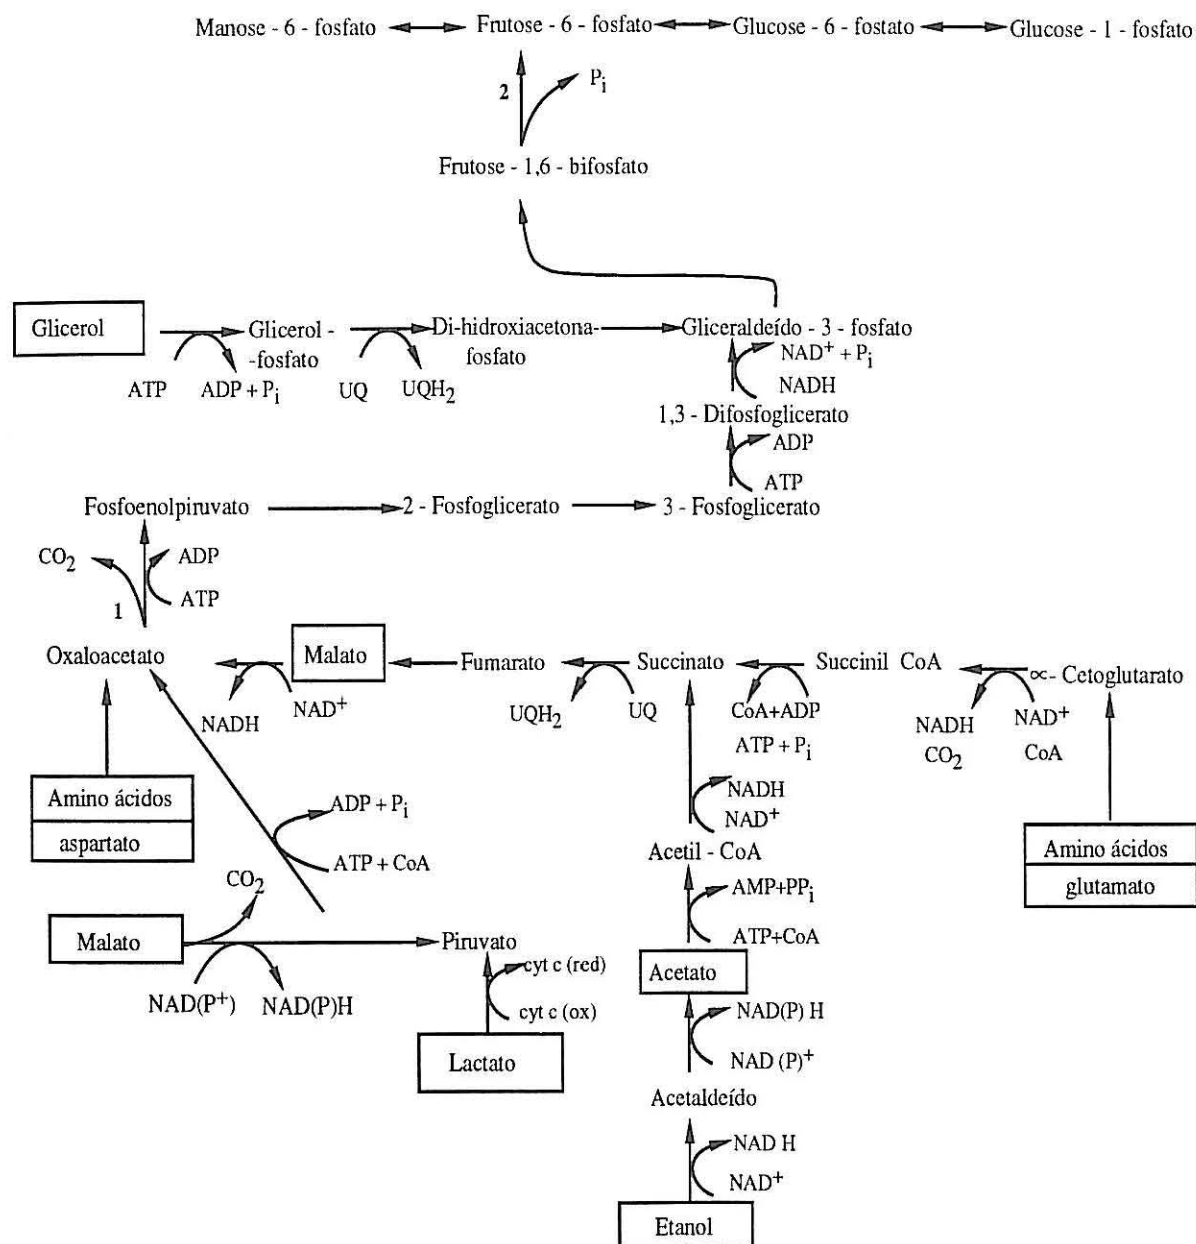 Manose - 6 - fosfato Frutose - 6 - fosfato Glucose - 6 - fostato Glucose - 1 - fosfato
2 Pi
Frutose - 1,6 - bifosfato
Glicerol Glicerol - Di-hidroxiacetona- Gliceraldeído - 3 - fosfato
-fosfato fosfato NAD+ + Pi
ATP ADP + Pi UQ UQH2 NADH
1,3 - Difosfoglicerato
ADP
ATP
Fosfoenolpiruvato 2 - Fosfoglicerato 3 - Fosfoglicerato
CO2 ADP
1 ATP
Oxaloacetato Malato Fumarato Succinato Succinil CoA ∝- Cetoglutarato
NADH NAD+ UQH2 UQ CoA+ADP NADH NAD+
ATP + Pi CO2 CoA
NADH
Amino ácidos ADP + Pi NAD+
aspartato Acetil - CoA Amino ácidos
ATP + CoA glutamato
CO2 AMP+PPi
Malato Piruvato ATP+CoA
cyt c (red) Acetato
NAD(P+) NAD(P)H cyt c (ox) NAD(P) H
Lactato NAD (P)+
Acetaldeído
NAD H
NAD+
Etanol